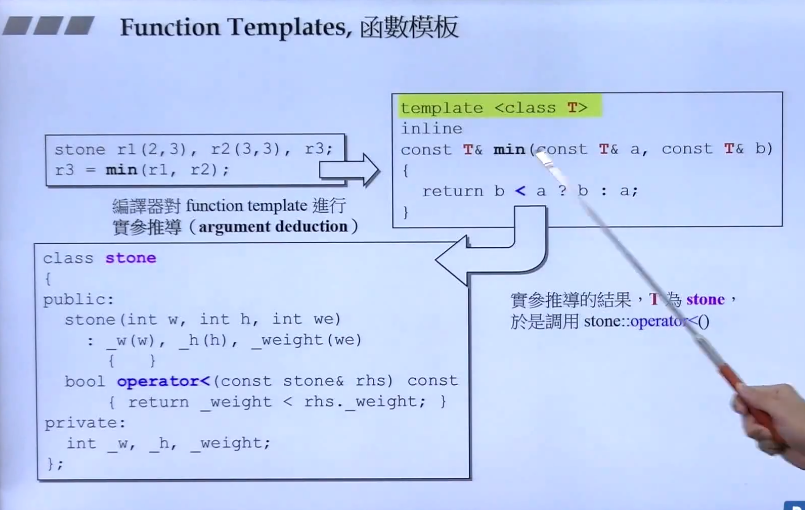 Function Templates, 函數模板
stone r1(2,3), r2(3,3), r3;
r3 = min(r1, r2);
編譯器對 function template 進行
實參推導（argument deduction）
template <class T>
inline
const T& min(const T& a, const T& b)
{
return b < a ? b : a;
}
class stone
{
public:
stone(int w, int h, int we)
: _w(w), _h(h), _weight(we)
{ }
bool operator<(const stone& rhs) const
{ return _weight < rhs._weight; }
private:
int _w, _h, _weight;
};
實參推導的結果，T 為 stone，
於是調用 stone::operator<()